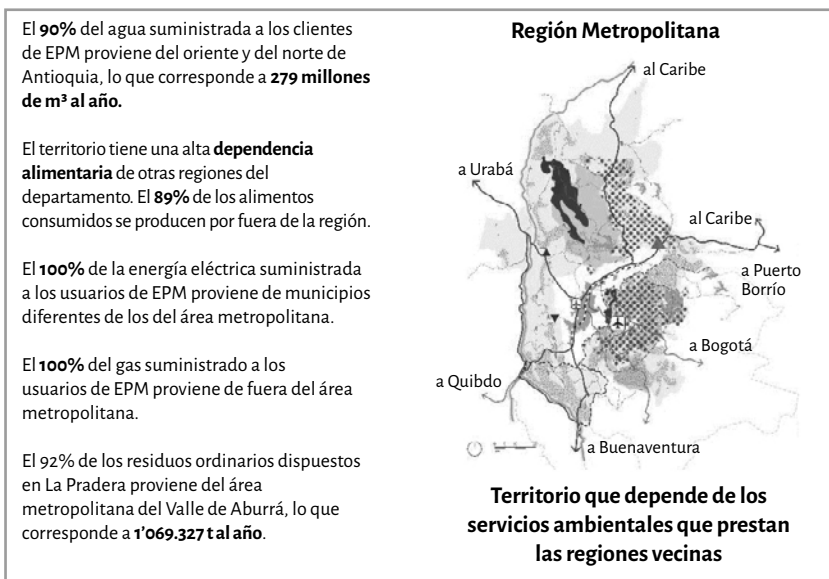 El 90% del agua suministrada a los clientes
de EPM proviene del oriente y del norte de
Antioquia, lo que corresponde a 279 millones
de m³ al año.
El territorio tiene una alta dependencia
alimentaria de otras regiones del
departamento. El 89% de los alimentos
consumidos se producen por fuera de la región.
El 100% de la energía eléctrica suministrada
a los usuarios de EPM proviene de municipios
diferentes de los del área metropolitana.
El 100% del gas suministrado a los
usuarios de EPM proviene de fuera del área
metropolitana.
El 92% de los residuos ordinarios dispuestos
en La Pradera proviene del área
metropolitana del Valle de Aburrá, lo que
corresponde a 1’069.327 t al año.
Región Metropolitana
al Caribe
a Urabá
al Caribe
a Puerto
Borrío
a Bogotá
a Quibdo
a Buenaventura
Territorio que depende de los
servicios ambientales que prestan
las regiones vecinas